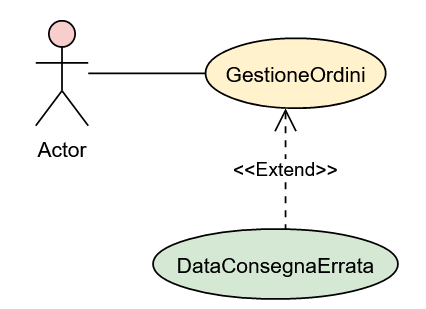 GestioneOrdini
Actor
<<Extend>>
DataConsegnaErrata